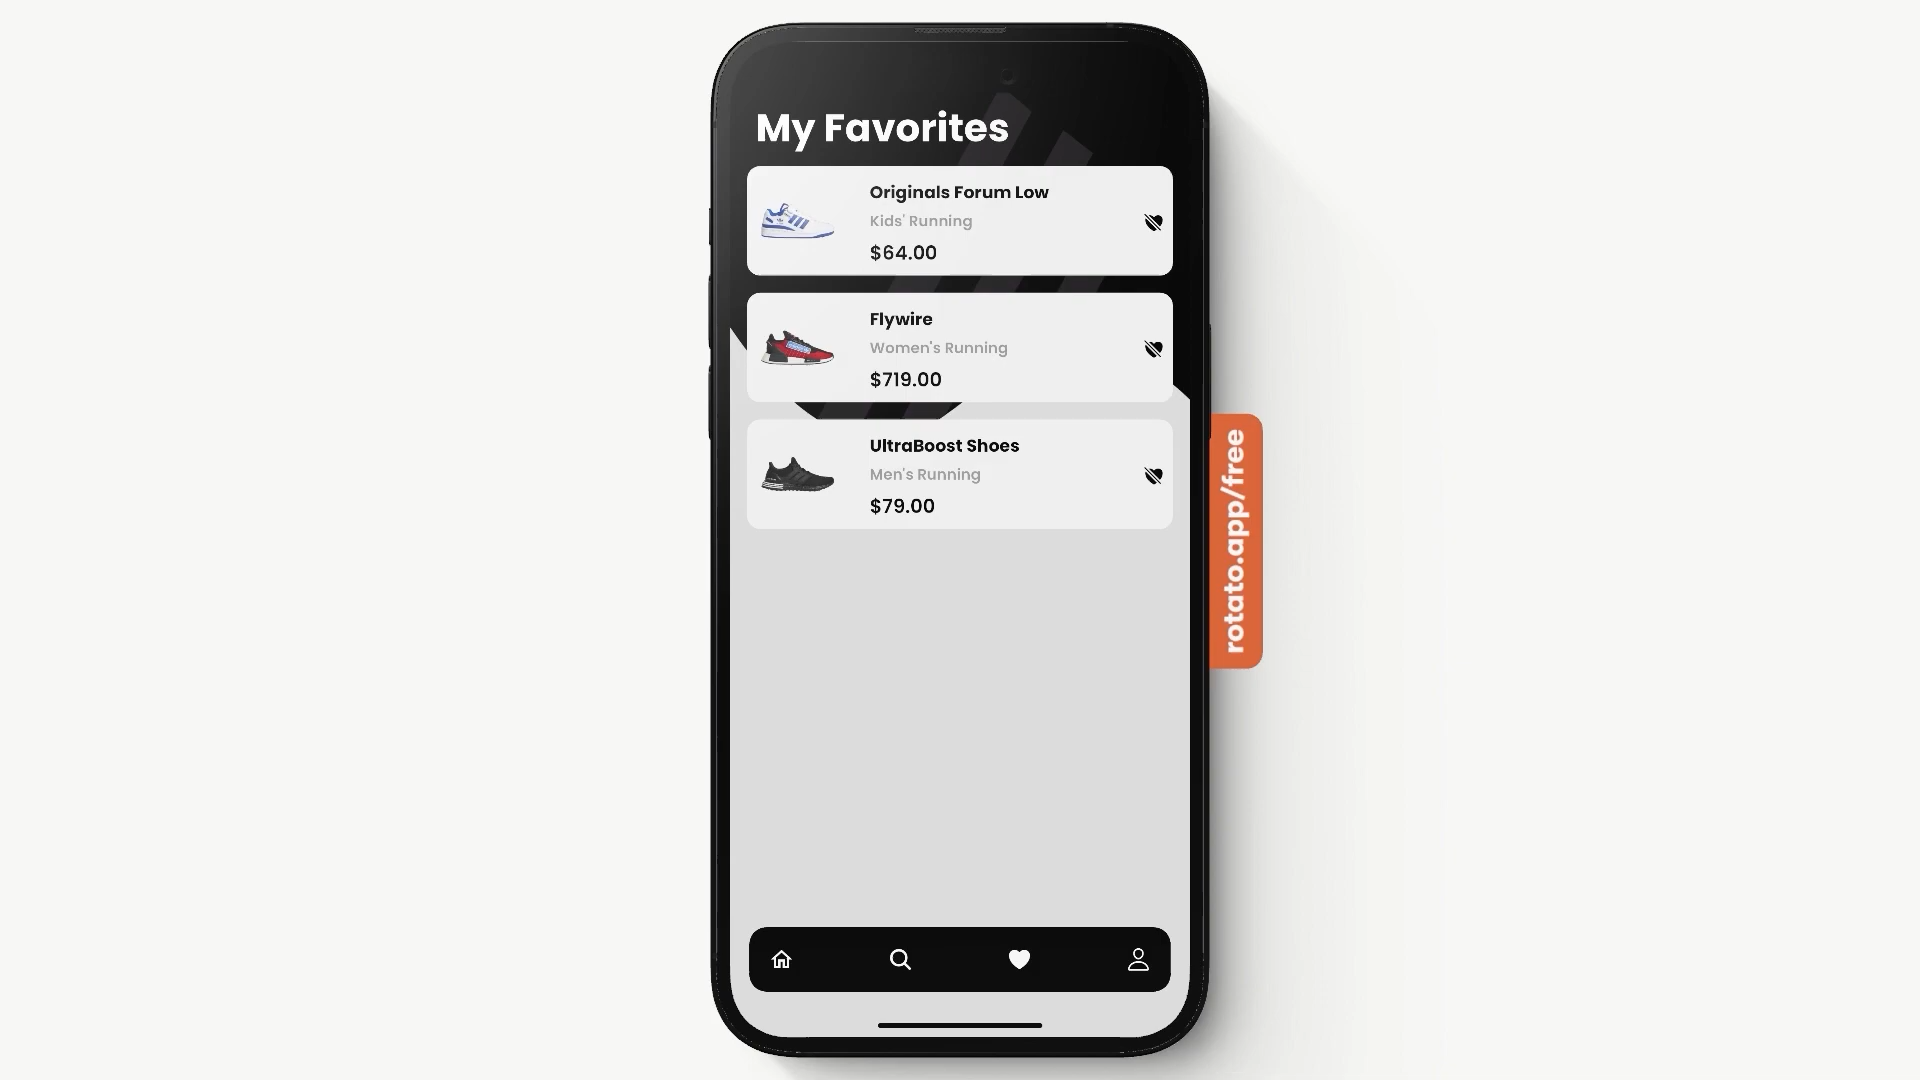 My Favorites
Originals Forum Low
Kids' Running
$64.00
Flywire
Women's Running
$719.00
UltraBoost Shoes
Men's Running
$79.00
rotato.app/free